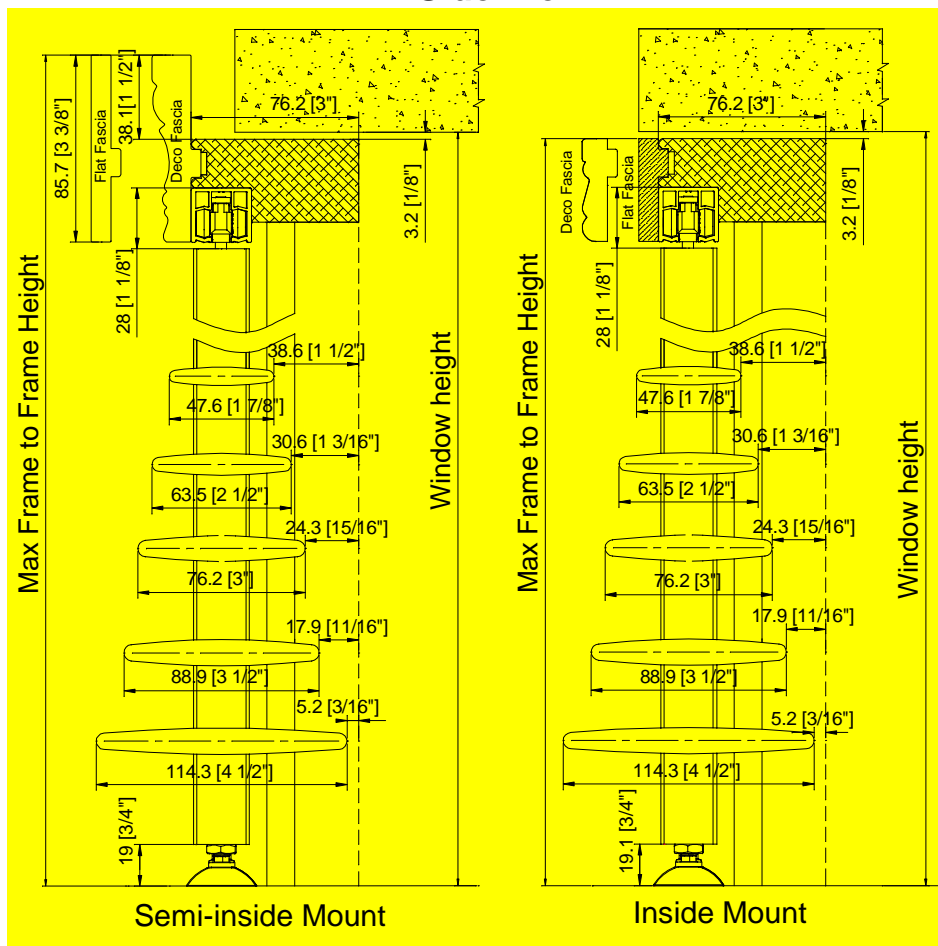 85.7 [3 3/8"]
Flat Fascia
38.1[1 1/2"]
Deco Fascia
76.2 [3"]
3.2 [1/8"]
28 [1 1/8"]
Max Frame to Frame Height
Window height
38.6 [1 1/2"]
47.6 [1 7/8"]
30.6 [1 3/16"]
63.5 [2 1/2"]
24.3 [15/16"]
76.2 [3"]
17.9 [11/16"]
88.9 [3 1/2"]
5.2 [3/16"]
114.3 [4 1/2"]
19 [3/4"]
Semi-inside Mount
76.2 [3"]
Deco Fascia
Flat Fascia
3.2 [1/8"]
28 [1 1/8"]
Max Frame to Frame Height
Window height
38.6 [1 1/2"]
47.6 [1 7/8"]
30.6 [1 3/16"]
63.5 [2 1/2"]
24.3 [15/16"]
76.2 [3"]
17.9 [11/16"]
88.9 [3 1/2"]
5.2 [3/16"]
114.3 [4 1/2"]
19.1 [3/4"]
Inside Mount